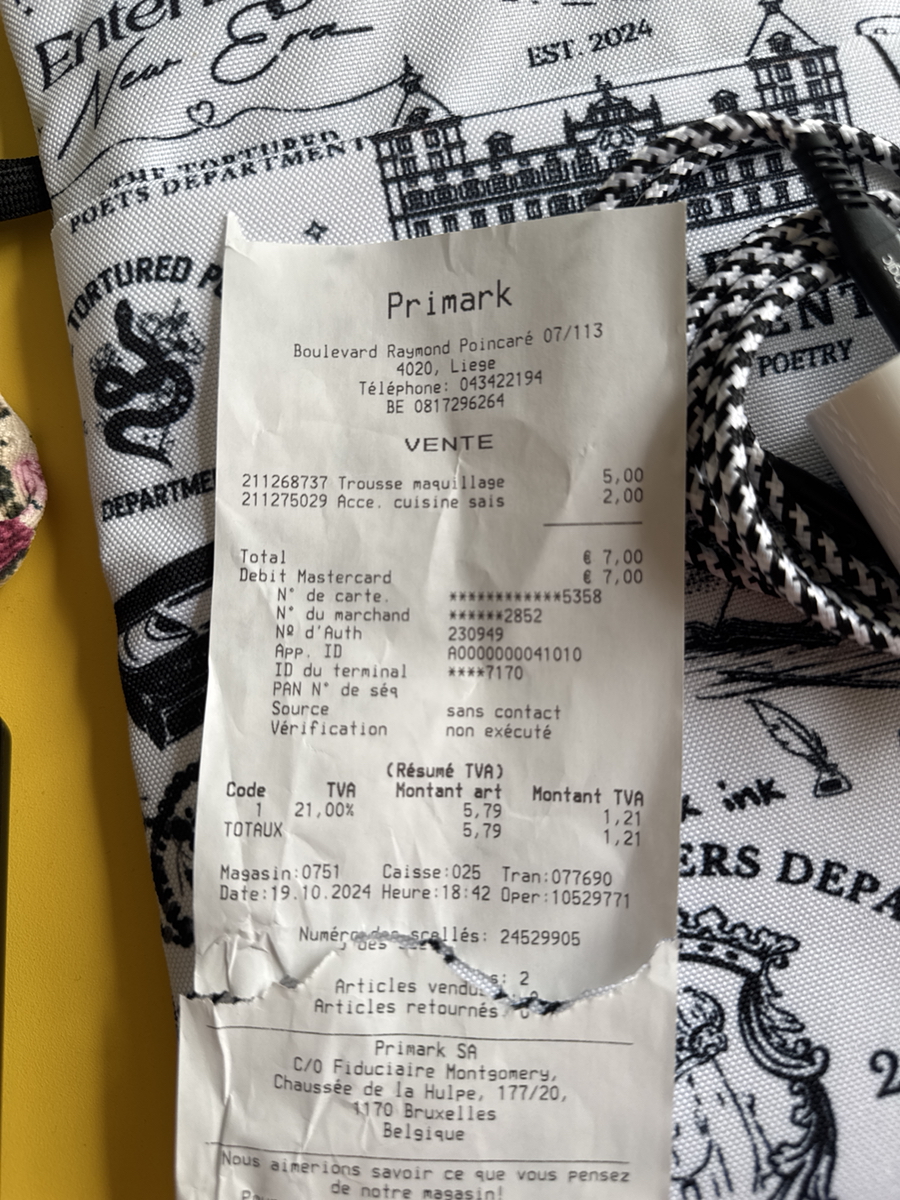 Enter
New Era
EST. 2024
THE TORTURED
POETS DEPARTMENT
TORTURED
POETRY
ink
Primark
Boulevard Raymond Poincaré 07/113
4020, Liege
Téléphone: 043422194
BE 0817296264
VENTE
211268737 Trousse maquillage 5,00
211275029 Acce. cuisine sais 2,00
Total € 7,00
Debit Mastercard € 7,00
N° de carte. ************5358
N° du marchand ******2852
Nº d'Auth 230949
App. ID A0000000041010
ID du terminal ****7170
PAN N° de séq
Source sans contact
Vérification non exécuté
(Résumé TVA)
Code TVA Montant art Montant TVA
1 21,00% 5,79 1,21
TOTAUX 5,79 1,21
Magasin:0751 Caisse:025 Tran:077690
Date:19.10.2024 Heure:18:42 Oper:10529771
Numéro des scellés: 24529905
Articles vendus: 2
Articles retournés
Primark SA
C/O Fiduciaire Montgomery,
Chaussée de la Hulpe, 177/20,
1170 Bruxelles
Belgique
Nous aimerions savoir ce que vous pensez
de notre magasin!